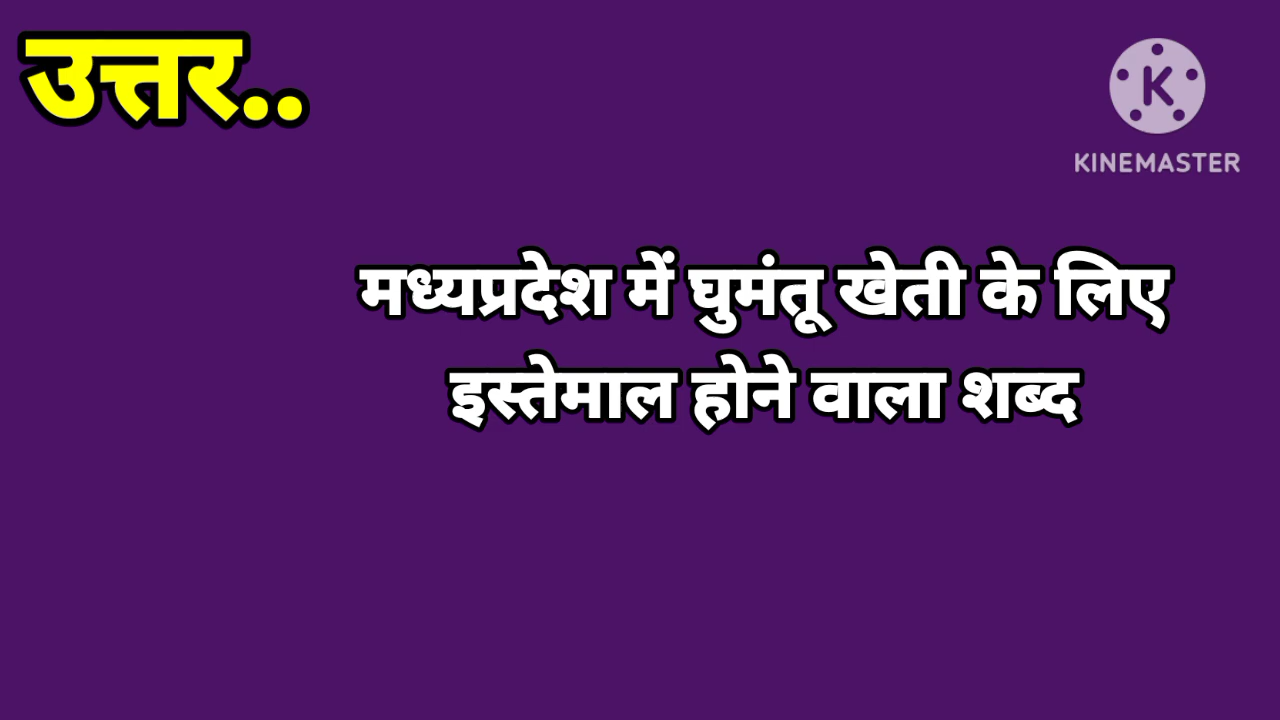 उत्तर..
K
KINEMASTER
मध्यप्रदेश में घुमंतू खेती के लिए
इस्तेमाल होने वाला शब्द